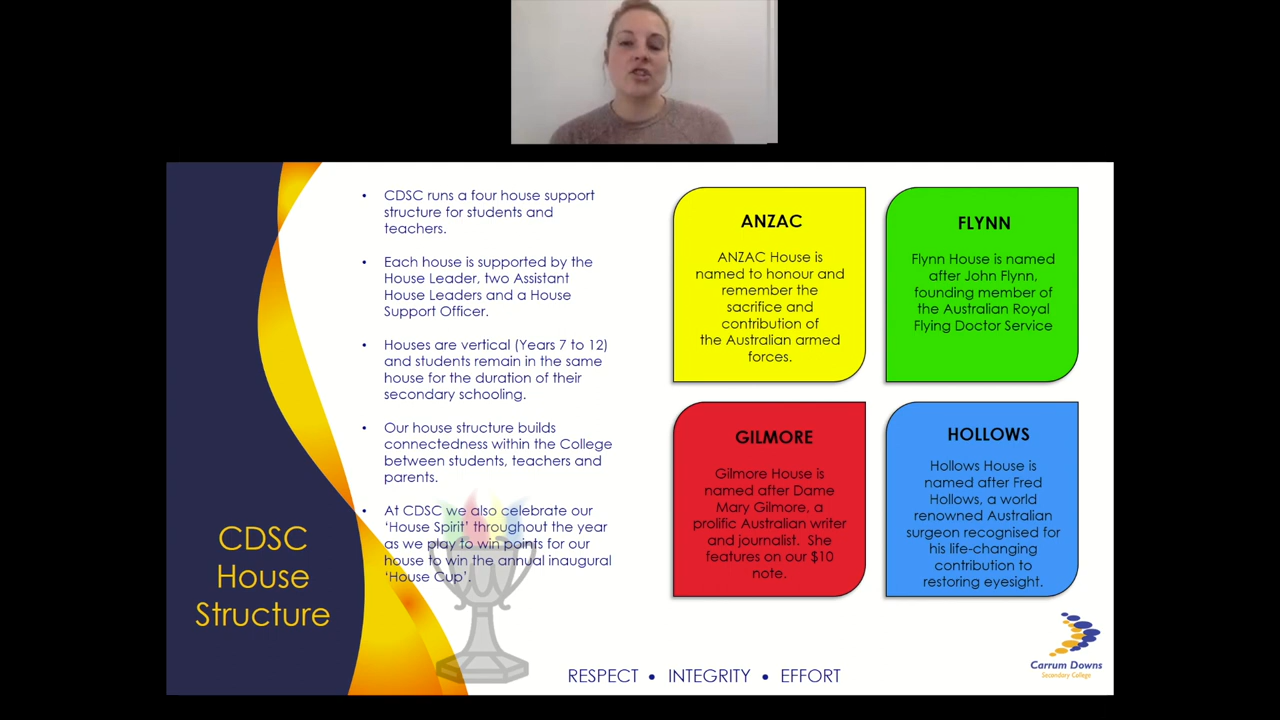 CDSC runs a four house support
structure for students and
teachers.
Each house is supported by the
House Leader, two Assistant
House Leaders and a House
Support Officer.
Houses are vertical (Years 7 to 12)
and students remain in the same
house for the duration of their
secondary schooling.
Our house structure builds
connectedness within the College
between students, teachers and
parents.
At CDSC we also celebrate our
‘House Spirit’ throughout the year
as we play to win points for our
house to win the annual inaugural
‘House Cup’.
CDSC
House
Structure
ANZAC
ANZAC House is
named to honour and
remember the
sacrifice and
contribution of
the Australian armed
forces.
FLYNN
Flynn House is named
after John Flynn,
founding member of
the Australian Royal
Flying Doctor Service
GILMORE
Gilmore House is
named after Dame
Mary Gilmore, a
prolific Australian writer
and journalist. She
features on our $10
note.
HOLLOWS
Hollows House is
named after Fred
Hollows, a world
renowned Australian
surgeon recognised for
his life-changing
contribution to
restoring eyesight.
RESPECT • INTEGRITY • EFFORT
Carrum Downs
Secondary College